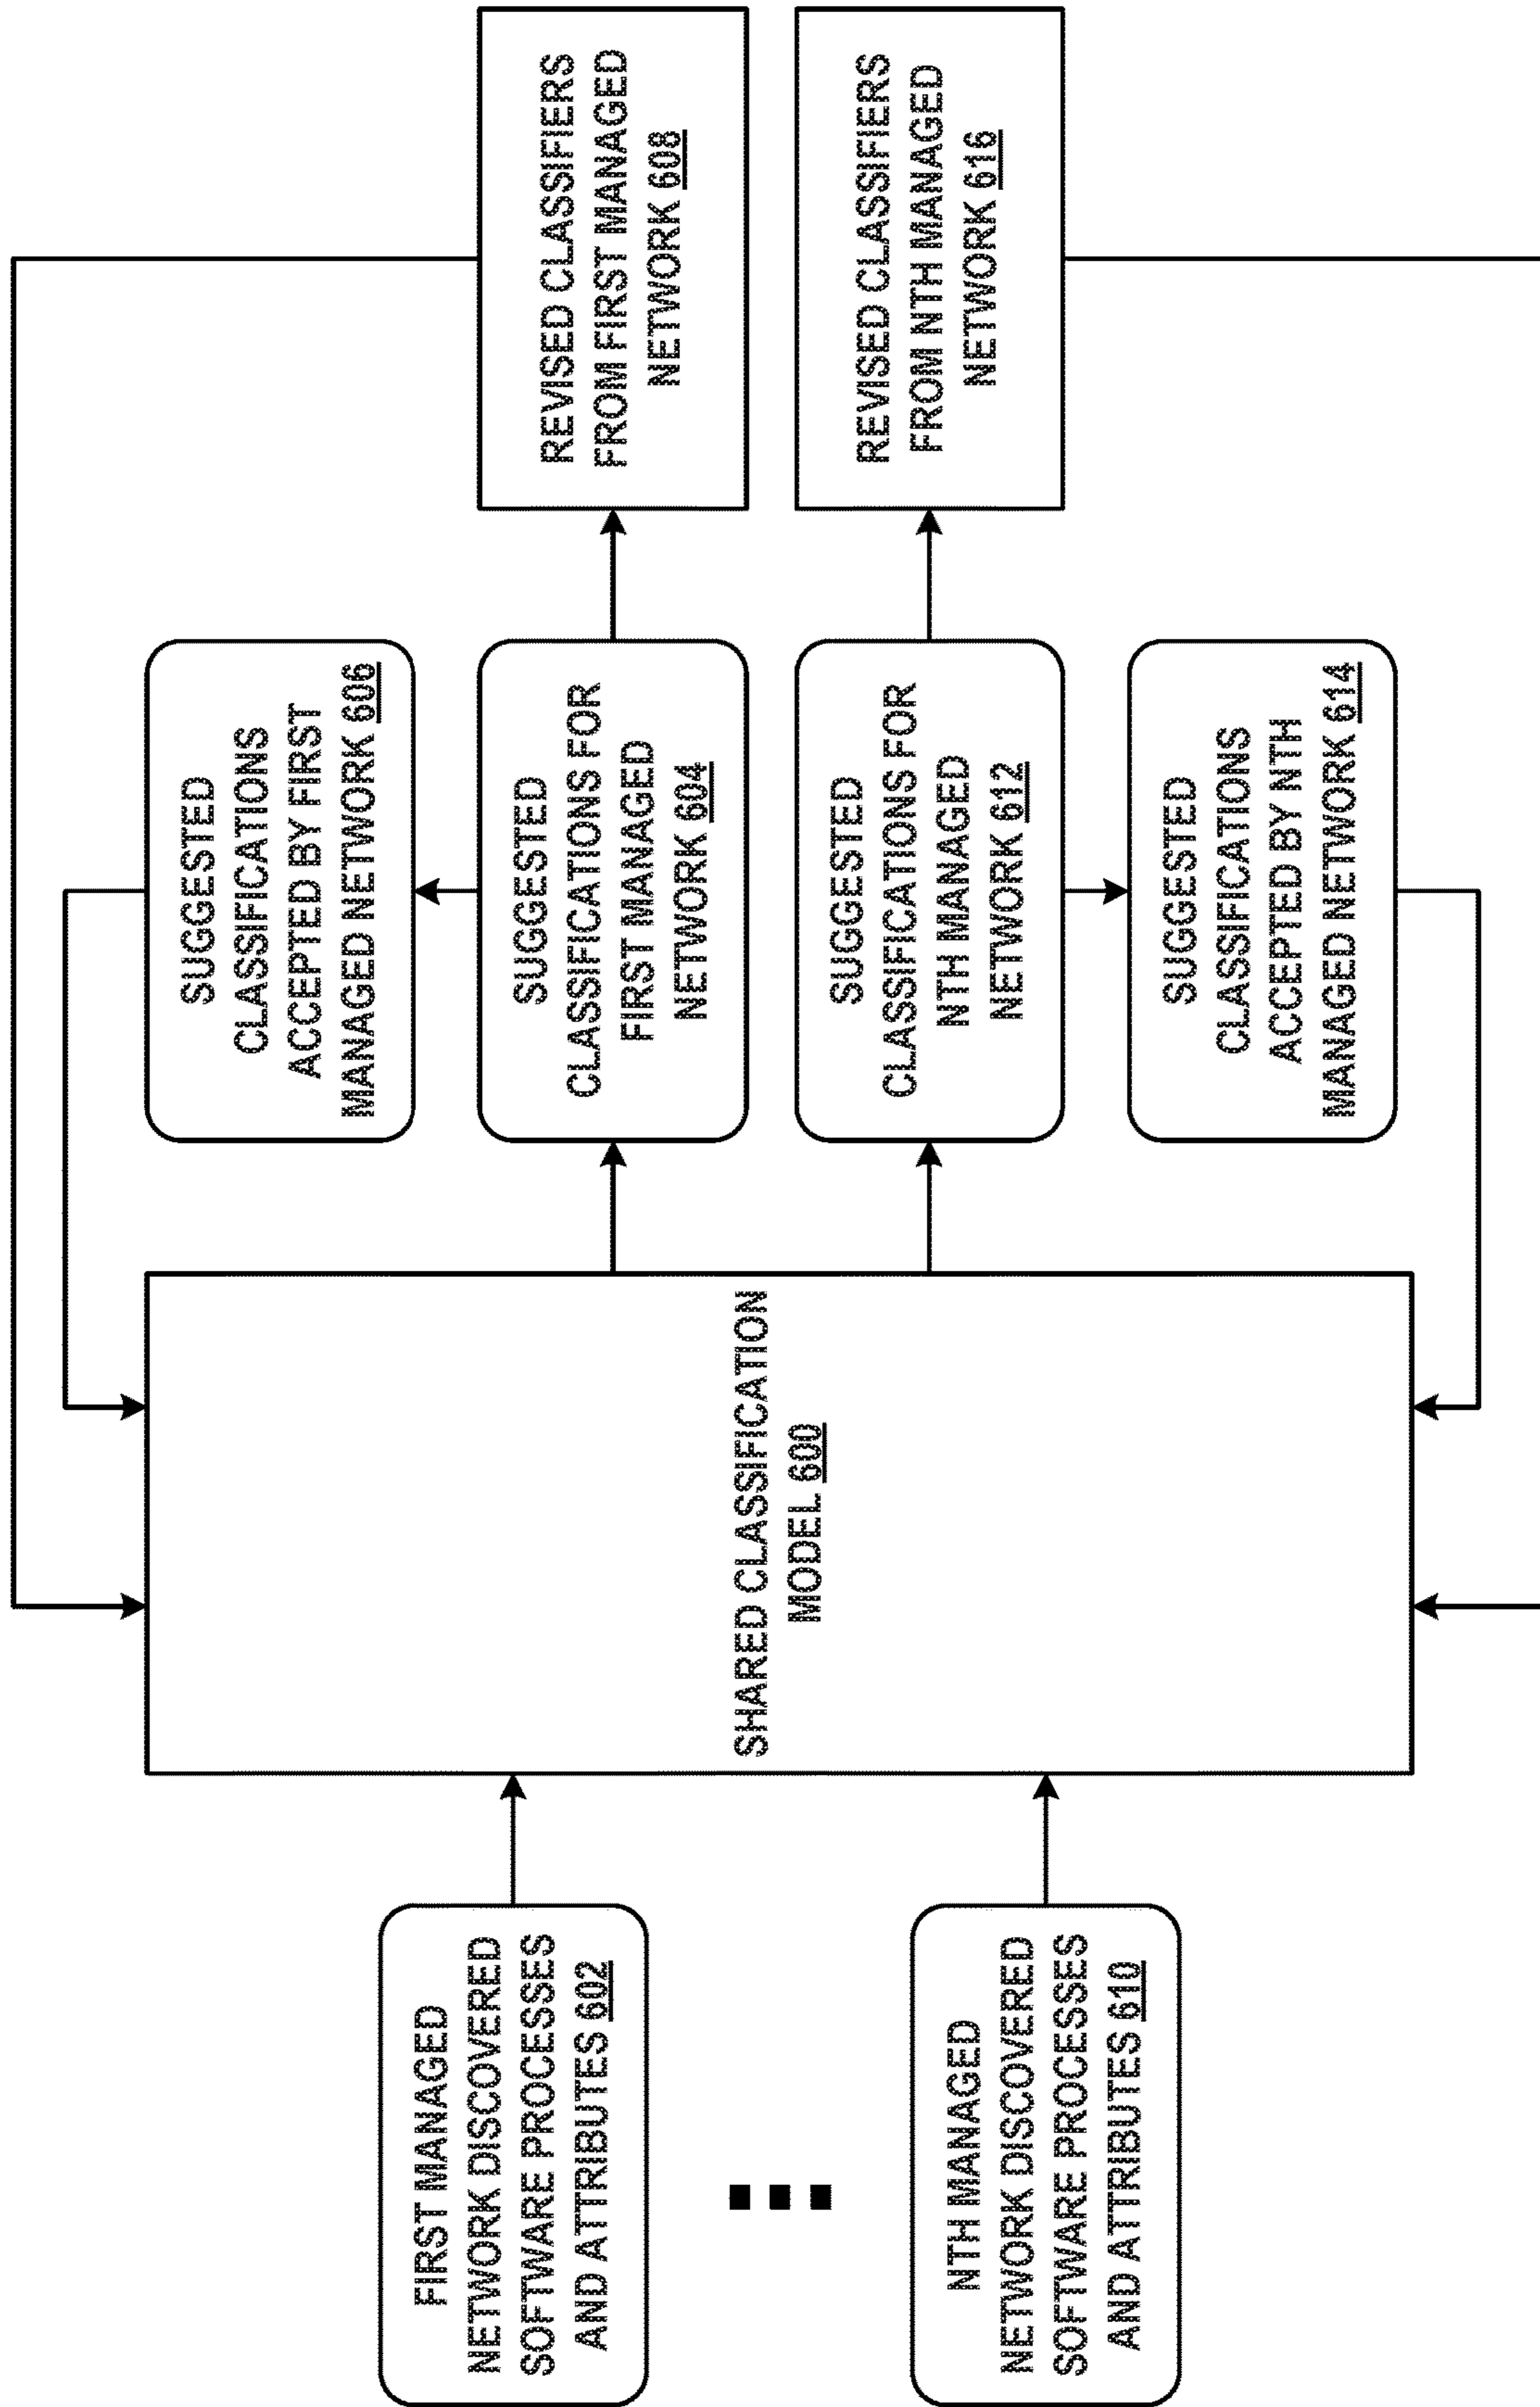 FIRST MANAGED
NETWORK DISCOVERED
SOFTWARE PROCESSES
AND ATTRIBUTES 602
NTH MANAGED
NETWORK DISCOVERED
SOFTWARE PROCESSES
AND ATTRIBUTES 610
SHARED CLASSIFICATION
MODEL 600
SUGGESTED
CLASSIFICATIONS
ACCEPTED BY FIRST
MANAGED NETWORK 606
SUGGESTED
CLASSIFICATIONS FOR
FIRST MANAGED
NETWORK 604
SUGGESTED
CLASSIFICATIONS FOR
NTH MANAGED
NETWORK 612
SUGGESTED
CLASSIFICATIONS
ACCEPTED BY NTH
MANAGED NETWORK 614
REVISED CLASSIFIERS
FROM FIRST MANAGED
NETWORK 608
REVISED CLASSIFIERS
FROM NTH MANAGED
NETWORK 616